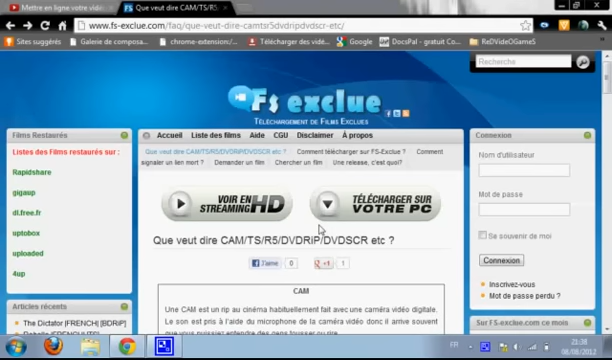 Mettre en ligne votre vidé
Que veut dire CAM/TS/R5/
www.fs-exclue.com/faq/que-veut-dire-camtsr5dvdripdvdscr-etc/
Sites suggérés Galerie de composa... chrome-extension:/... Télécharger des vidé... Google DocsPal - gratuit Co... ReDVideOGameS
Recherche
Fs exclue
TÉLÉCHARGEMENT DE FILMS EXCLUES
Films Restaurés
Listes des Films restaurés sur :
Rapidshare
gigaup
dl.free.fr
uptobox
uploaded
4up
Articles récents
The Dictator [FRENCH] [BDRiP]
Accueil Liste des films Aide CGU Disclaimer À propos
Que veut dire CAM/TS/R5/DVDRIP/DVDSCR etc ? Comment télécharger sur FS-Exclue ? Comment
signaler un lien mort ? Demander un film Chercher un film Une release, c'est quoi?
VOIR EN
STREAMING HD
TÉLÉCHARGER SUR
VOTRE PC
Que veut dire CAM/TS/R5/DVDRIP/DVDSCR etc ?
J'aime 0 +1 1
CAM
Une CAM est un rip au cinéma habituellement fait avec une caméra vidéo digitale.
Le son est pris à l'aide du microphone de la caméra vidéo donc il arrive souvent
que vous puissiez entendre des gens tousser ou rire
Connexion
Nom d'utilisateur
Mot de passe
Se souvenir de moi
Connexion
Inscrivez-vous
Mot de passe perdu ?
Sur FS-exclue.com ce mois
FR
21:38
08/08/2012